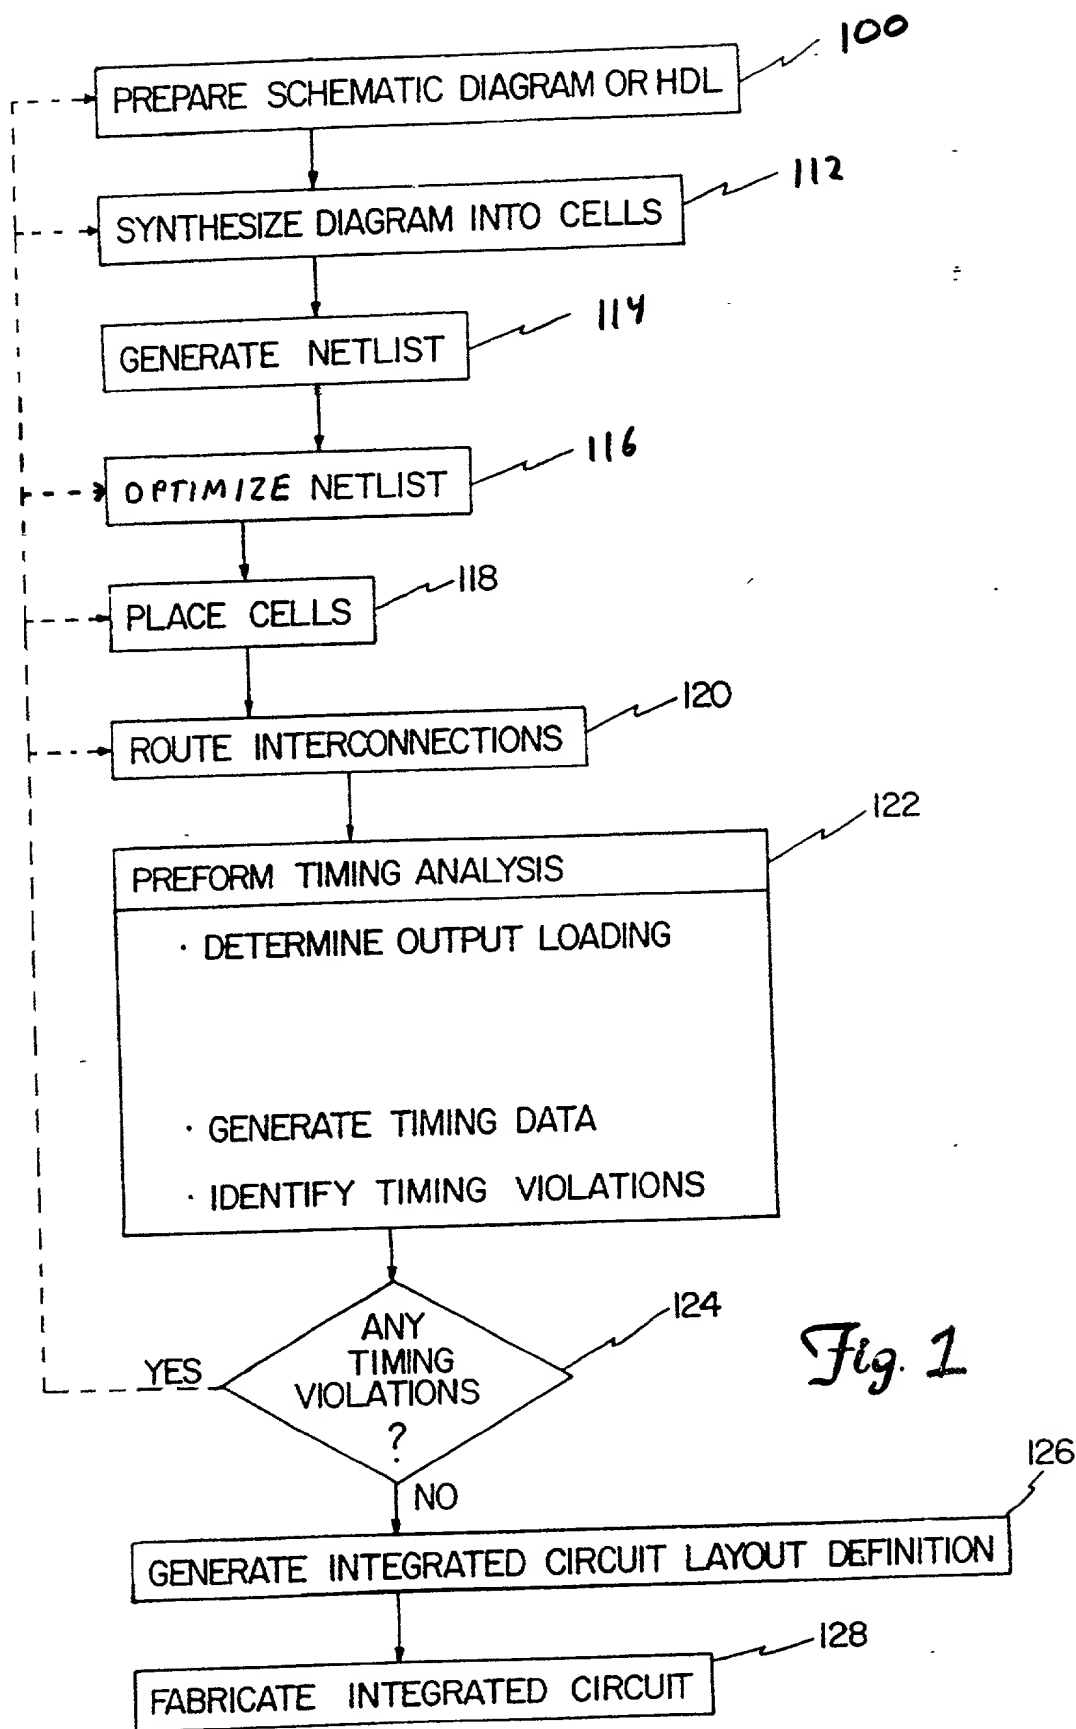 100
PREPARE SCHEMATIC DIAGRAM OR HDL
112
SYNTHESIZE DIAGRAM INTO CELLS
114
GENERATE NETLIST
116
OPTIMIZE NETLIST
118
PLACE CELLS
120
ROUTE INTERCONNECTIONS
122
PREFORM TIMING ANALYSIS
· DETERMINE OUTPUT LOADING
· GENERATE TIMING DATA
· IDENTIFY TIMING VIOLATIONS
124
ANY
TIMING
VIOLATIONS
?
YES
NO
Fig. 1
126
GENERATE INTEGRATED CIRCUIT LAYOUT DEFINITION
128
FABRICATE INTEGRATED CIRCUIT